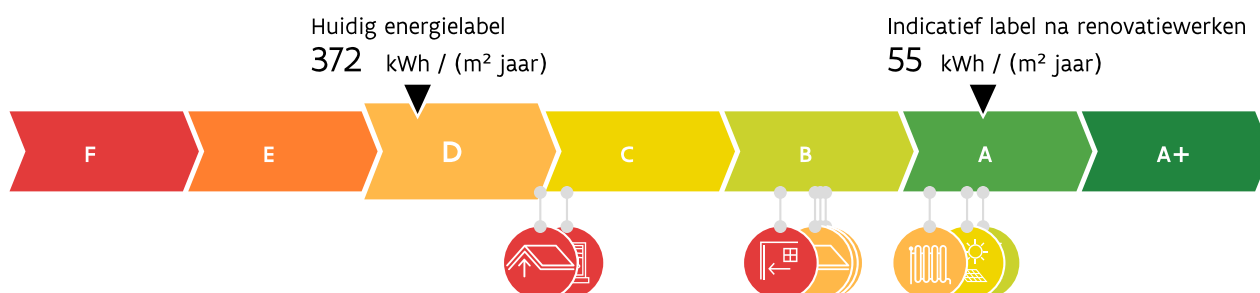 Huidig energielabel
372 kWh / (m² jaar)
Indicatief label na renovatiewerken
55 kWh / (m² jaar)
F
E
D
C
B
A
A+